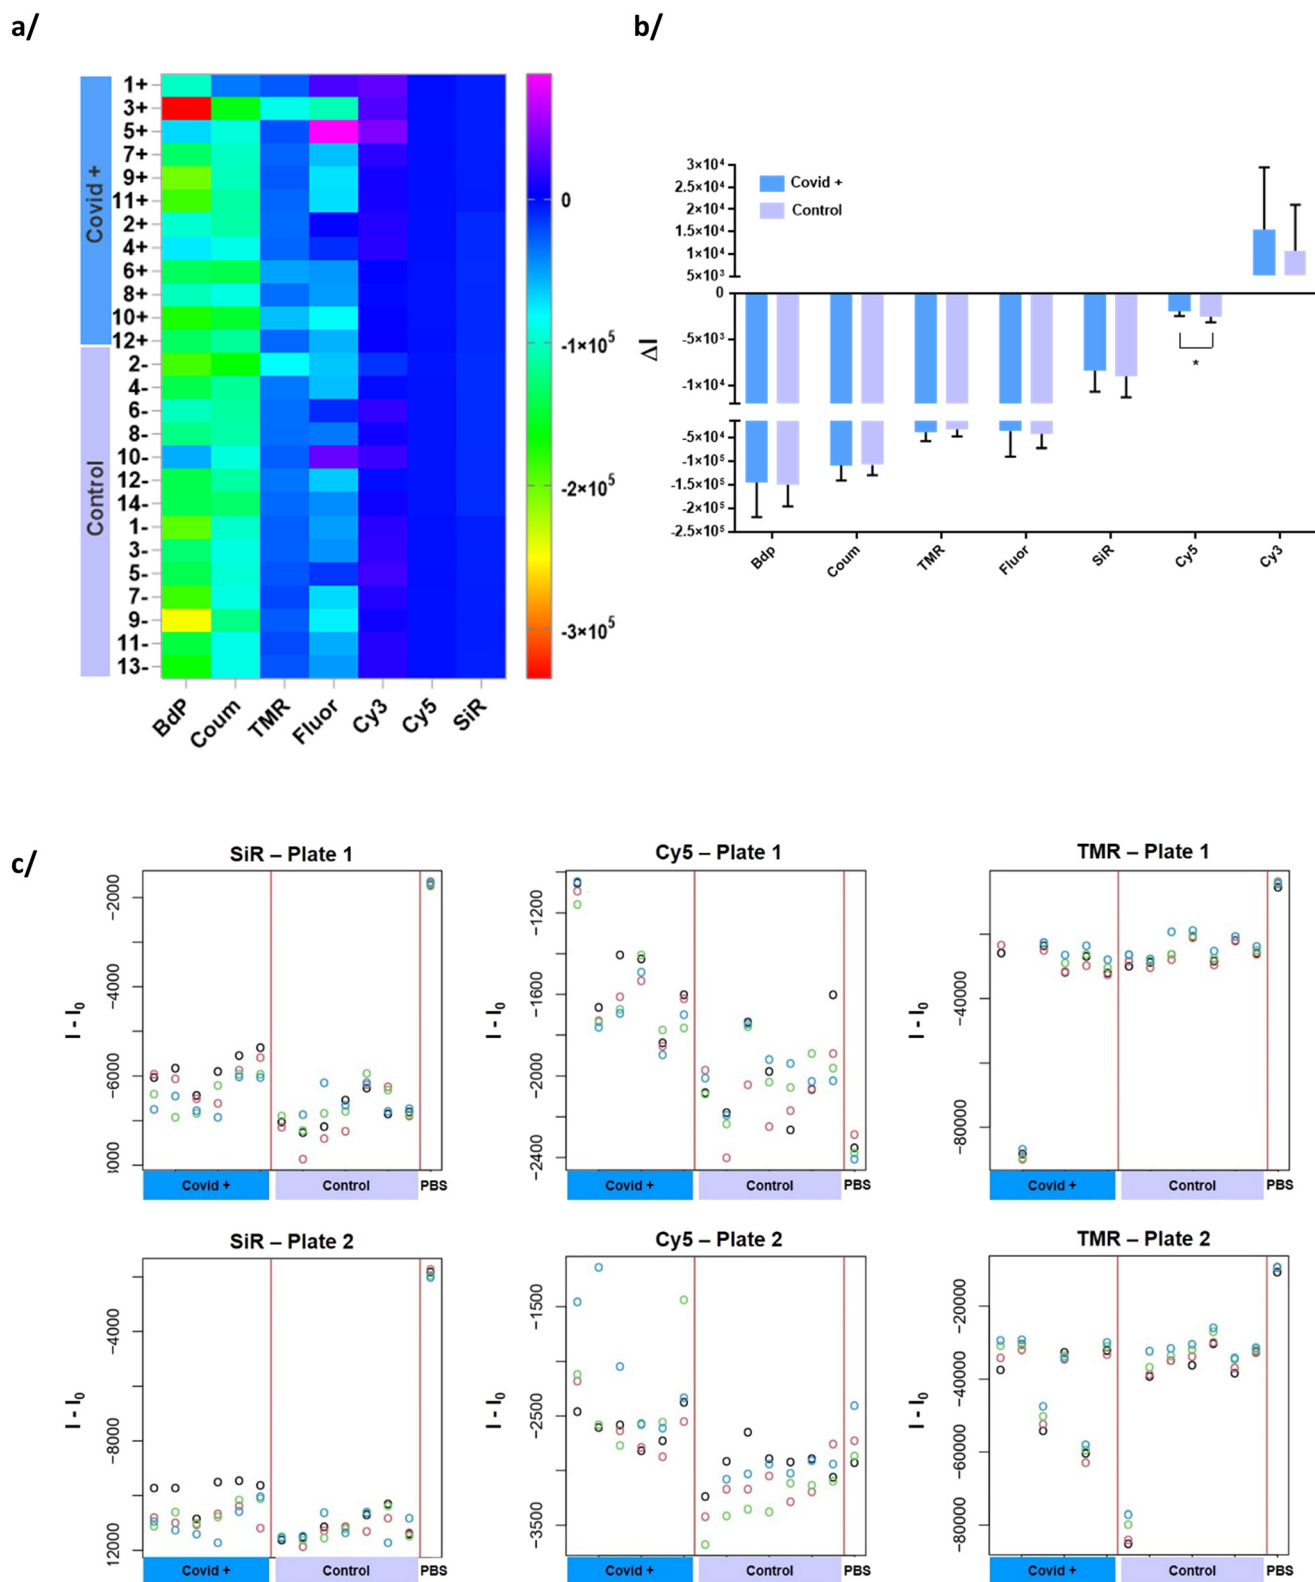 a/
Covid +
Control
1+
3+
5+
7+
9+
11+
2+
4+
6+
8+
10+
12+
2-
4-
6-
8-
10-
12-
14-
1-
3-
5-
7-
9-
11-
13-
BdP
Coum
TMR
Fluor
Cy3
Cy5
SiR
0
-1×10⁵
-2×10⁵
-3×10⁵
b/
Covid +
Control
ΔI
3×10⁴
2.5×10⁴
2×10⁴
1.5×10⁴
1×10⁴
5×10³
0
-5×10³
-1×10⁴
-5×10⁴
-1×10⁵
-1.5×10⁵
-2×10⁵
-2.5×10⁵
*
Bdp
Coum
TMR
Fluor
SiR
Cy5
Cy3
c/
SiR – Plate 1
I - I₀
-2000
-4000
-6000
1000
Covid +
Control
PBS
Cy5 – Plate 1
I - I₀
-1200
-1600
-2000
-2400
Covid +
Control
PBS
TMR – Plate 1
I - I₀
-40000
-80000
Covid +
Control
PBS
SiR – Plate 2
I - I₀
-4000
-8000
12000
Covid +
Control
PBS
Cy5 – Plate 2
I - I₀
-1500
-2500
-3500
Covid +
Control
PBS
TMR – Plate 2
I - I₀
-20000
-40000
-60000
-80000
Covid +
Control
PBS